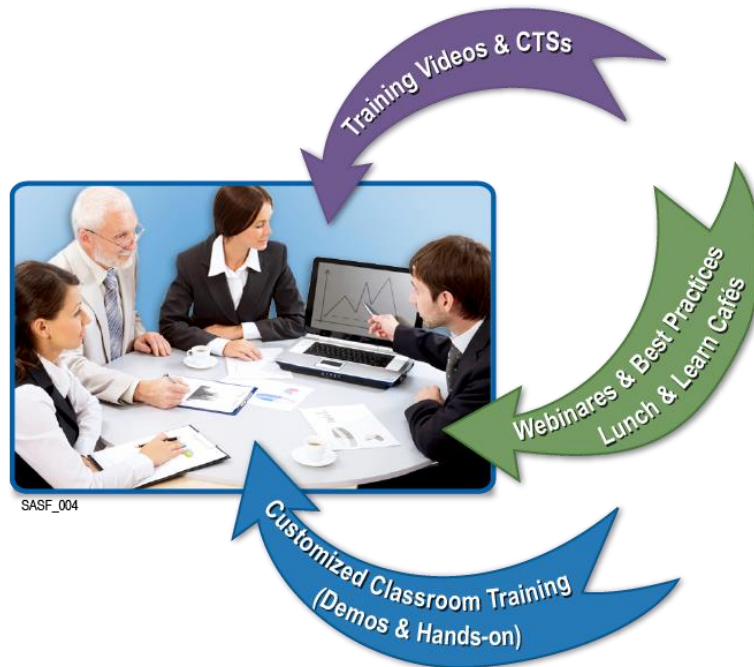 Training Videos & CTSs
Webinares & Best Practices
Lunch & Learn Cafés
SASF_004
Customized Classroom Training
(Demos & Hands-on)